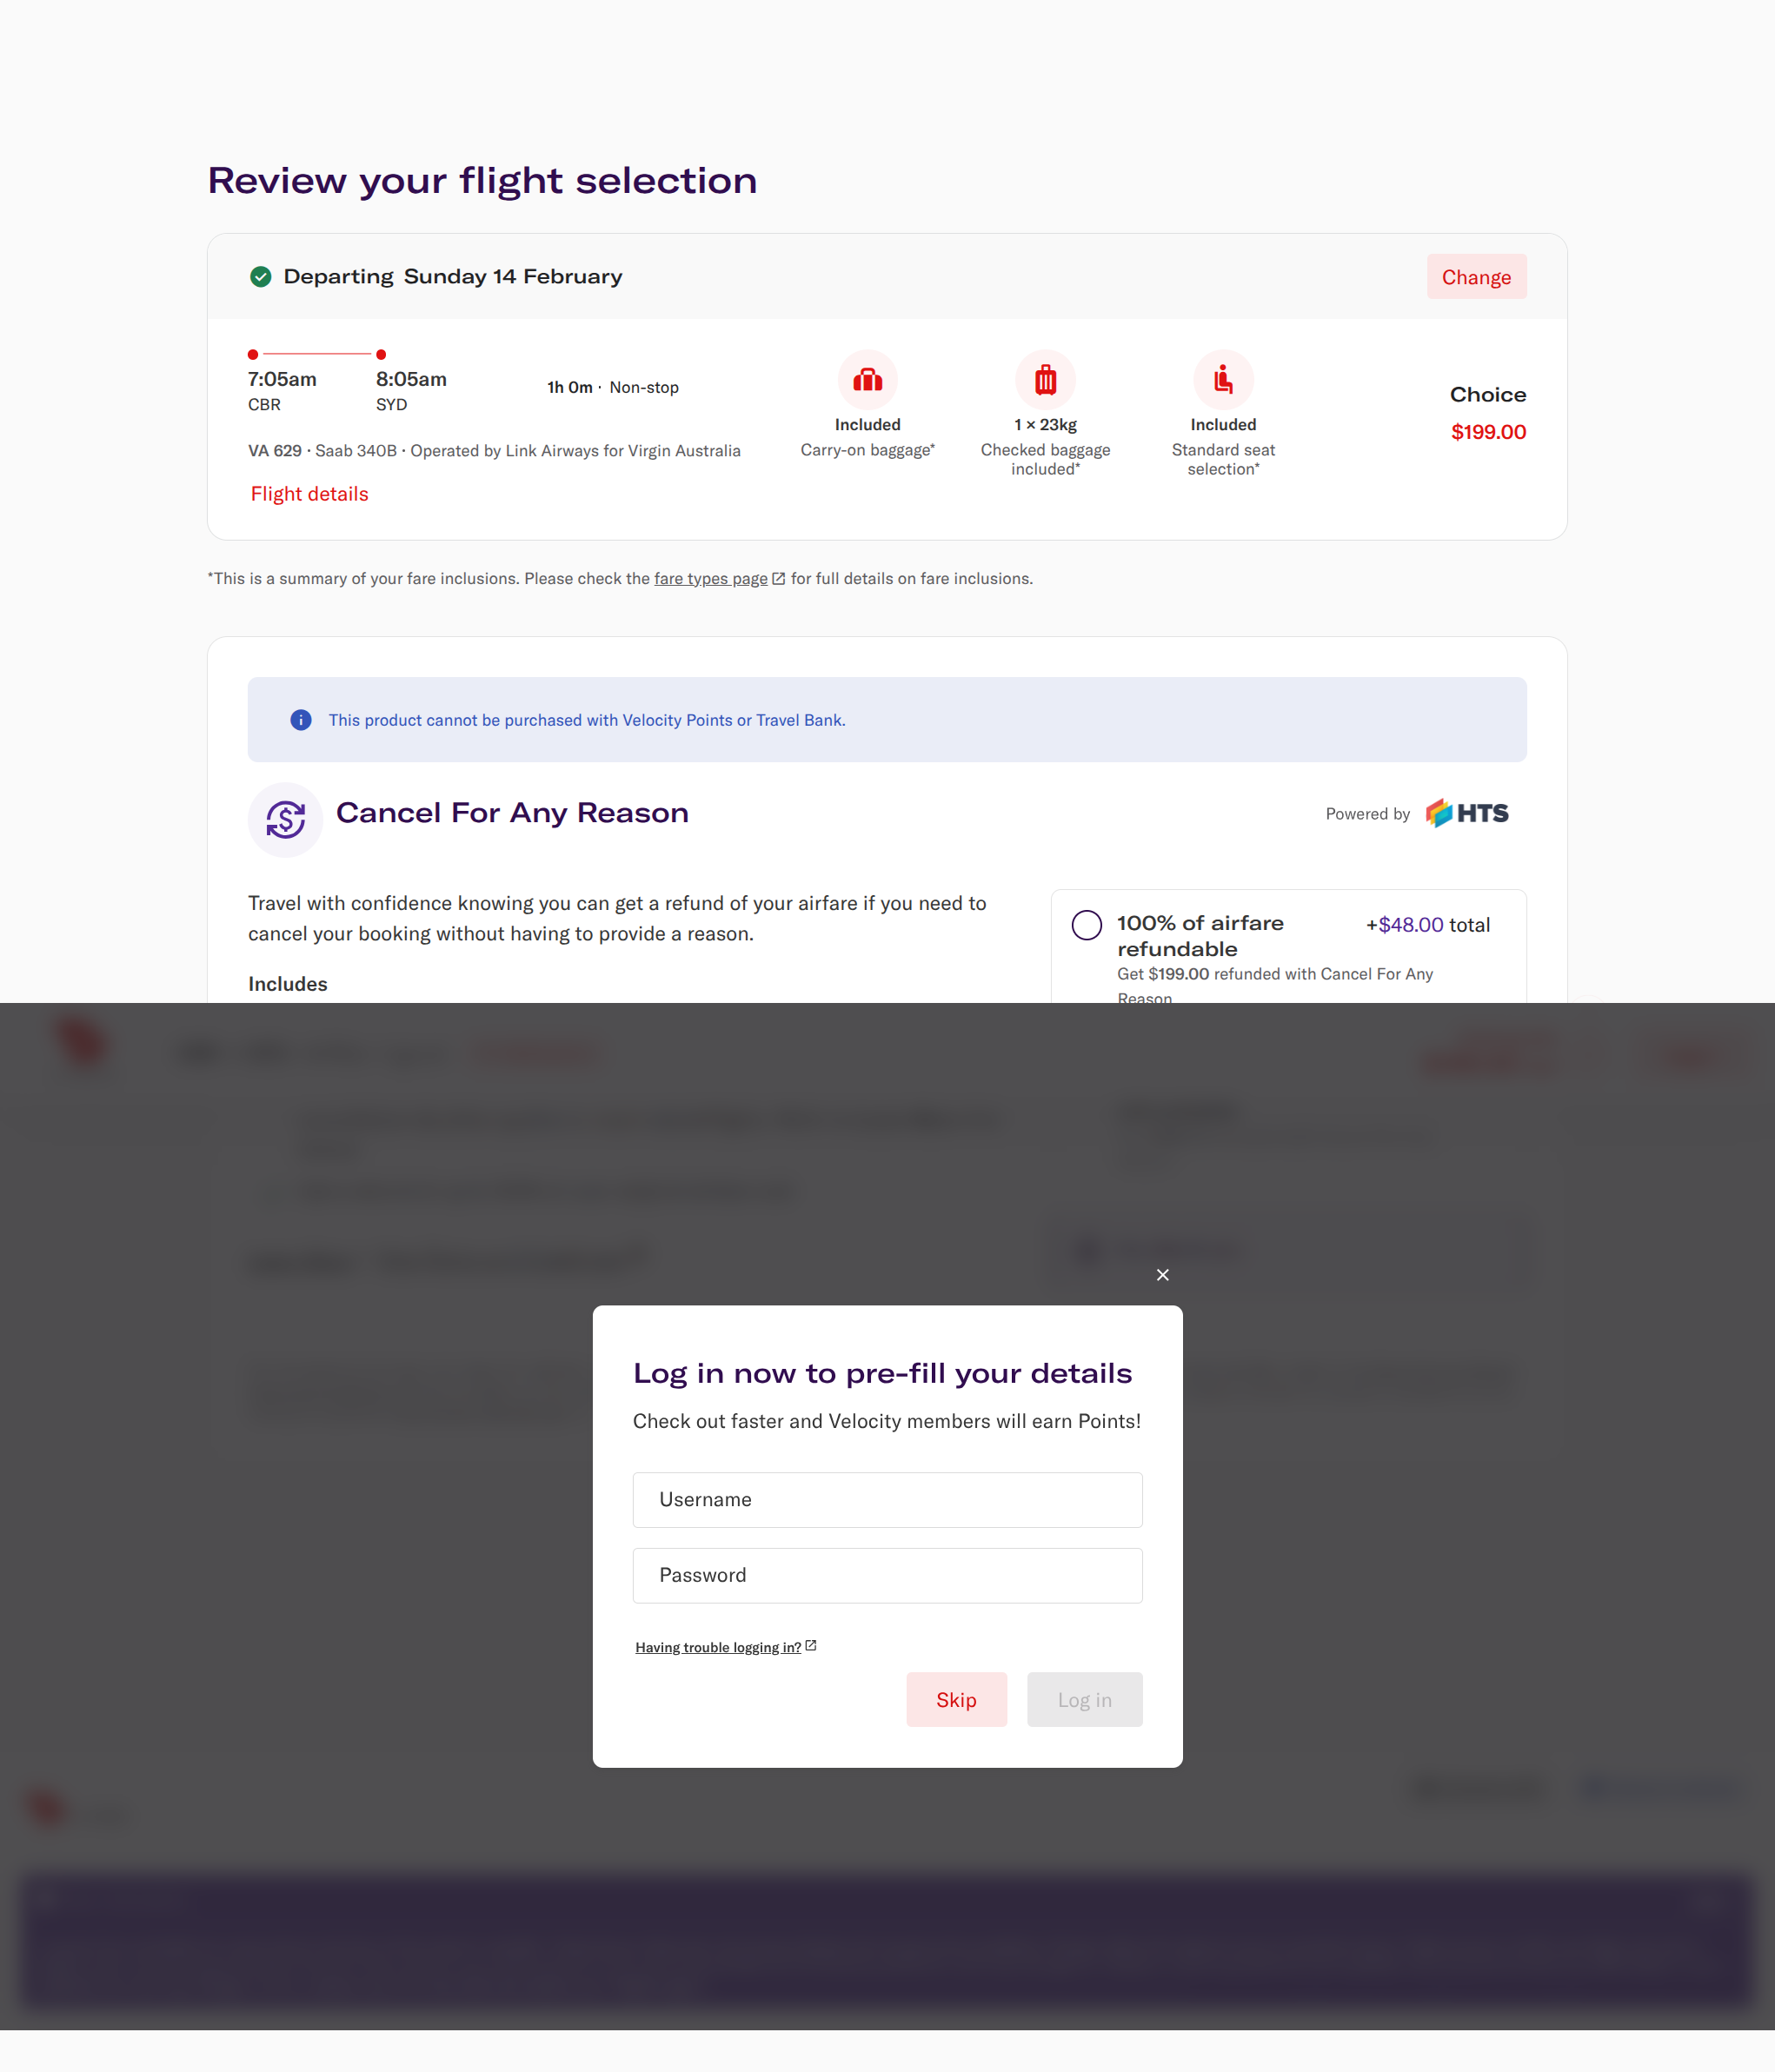 Review your flight selection
Departing Sunday 14 February
Change
7:05am
CBR
8:05am
SYD
1h 0m · Non-stop
VA 629 · Saab 340B · Operated by Link Airways for Virgin Australia
Flight details
Included
Carry-on baggage*
1 × 23kg
Checked baggage
included*
Included
Standard seat
selection*
Choice
$199.00
*This is a summary of your fare inclusions. Please check the fare types page for full details on fare inclusions.
This product cannot be purchased with Velocity Points or Travel Bank.
Cancel For Any Reason
Powered by HTS
Travel with confidence knowing you can get a refund of your airfare if you need to
cancel your booking without having to provide a reason.
Includes
100% of airfare
refundable
+$48.00 total
Get $199.00 refunded with Cancel For Any
Reason
Log in now to pre-fill your details
Check out faster and Velocity members will earn Points!
Username
Password
Having trouble logging in?
Skip
Log in